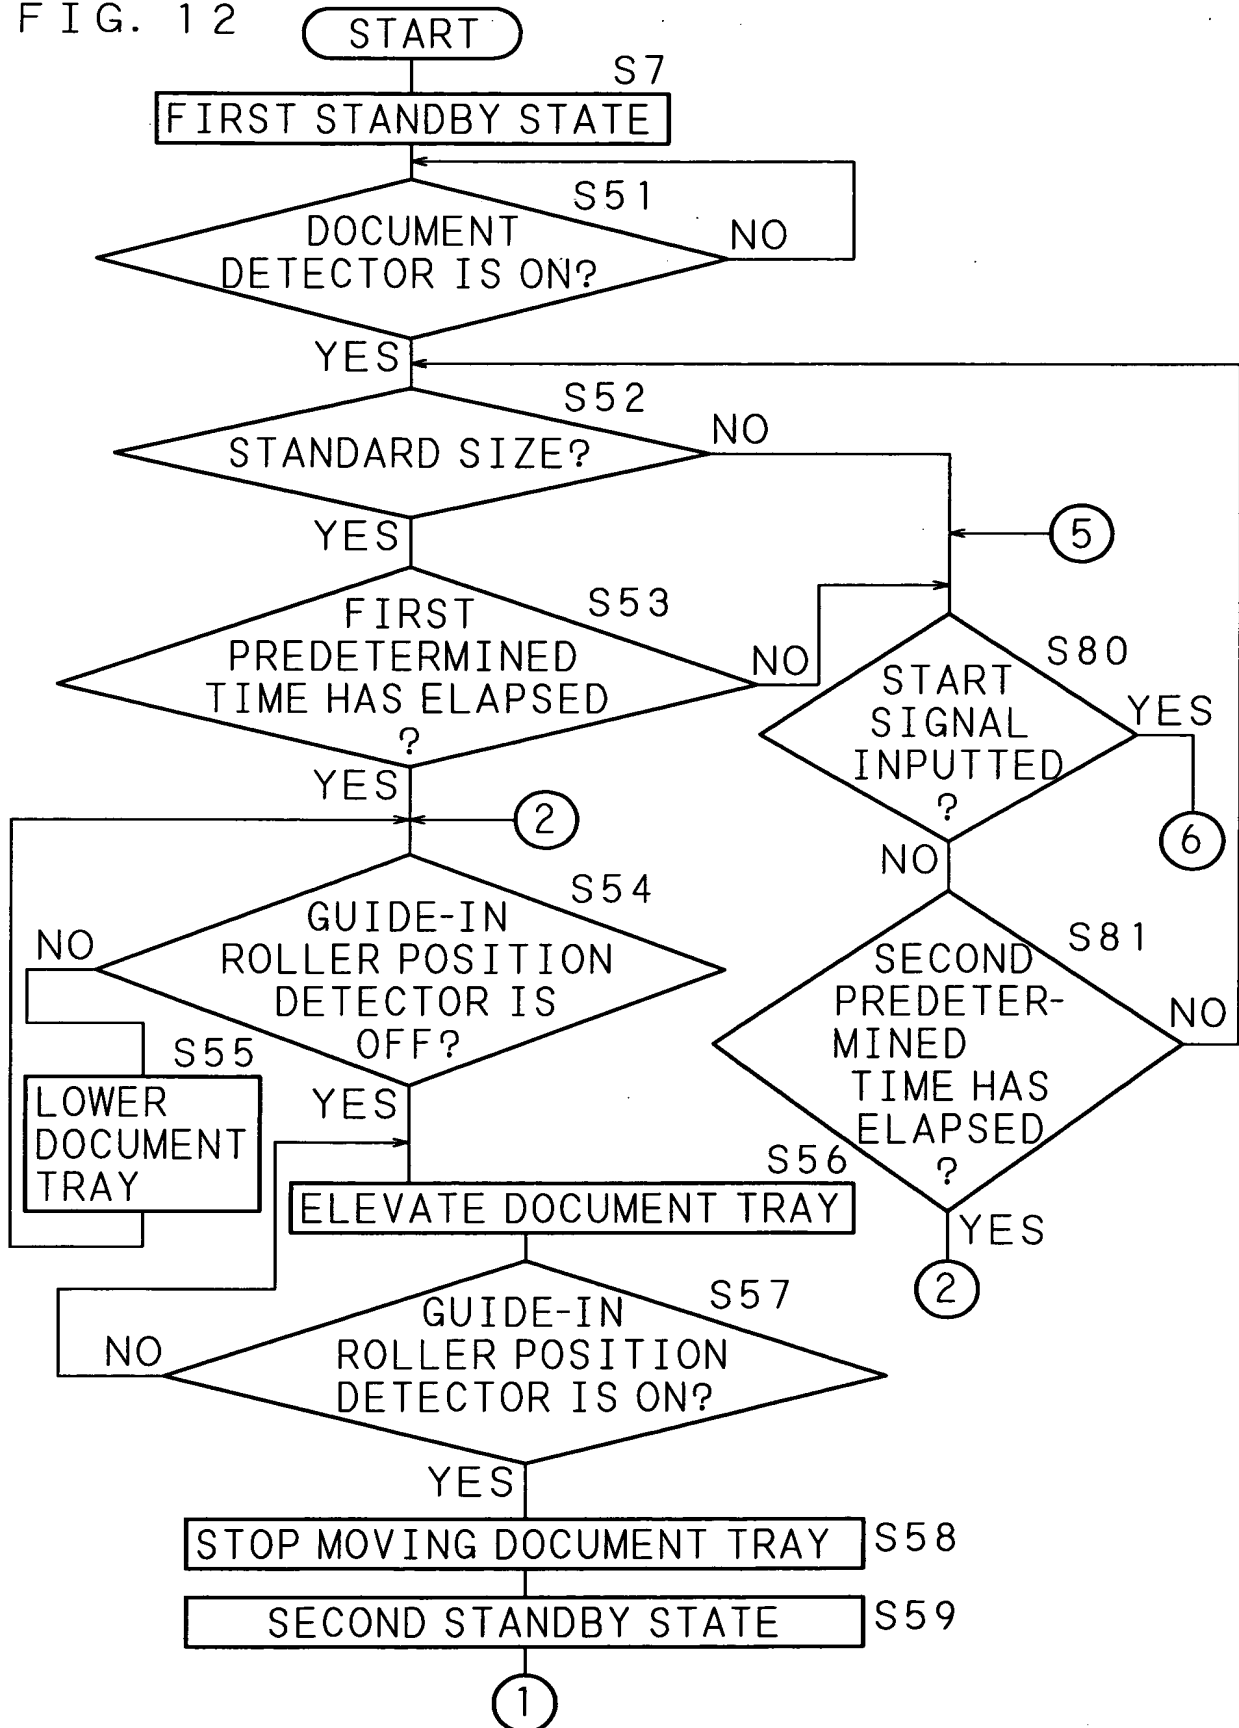 FIG. 12
START
S7
FIRST STANDBY STATE
S51
DOCUMENT
DETECTOR IS ON?
NO
YES
S52
STANDARD SIZE?
NO
YES
5
S53
FIRST
PREDETERMINED
TIME HAS ELAPSED
?
NO
YES
S80
START
SIGNAL
INPUTTED
?
YES
6
NO
2
S54
GUIDE-IN
ROLLER POSITION
DETECTOR IS
OFF?
NO
YES
S55
LOWER
DOCUMENT
TRAY
S81
SECOND
PREDETER-
MINED
TIME HAS
ELAPSED
?
NO
YES
2
S56
ELEVATE DOCUMENT TRAY
S57
GUIDE-IN
ROLLER POSITION
DETECTOR IS ON?
NO
YES
STOP MOVING DOCUMENT TRAY
S58
SECOND STANDBY STATE
S59
1